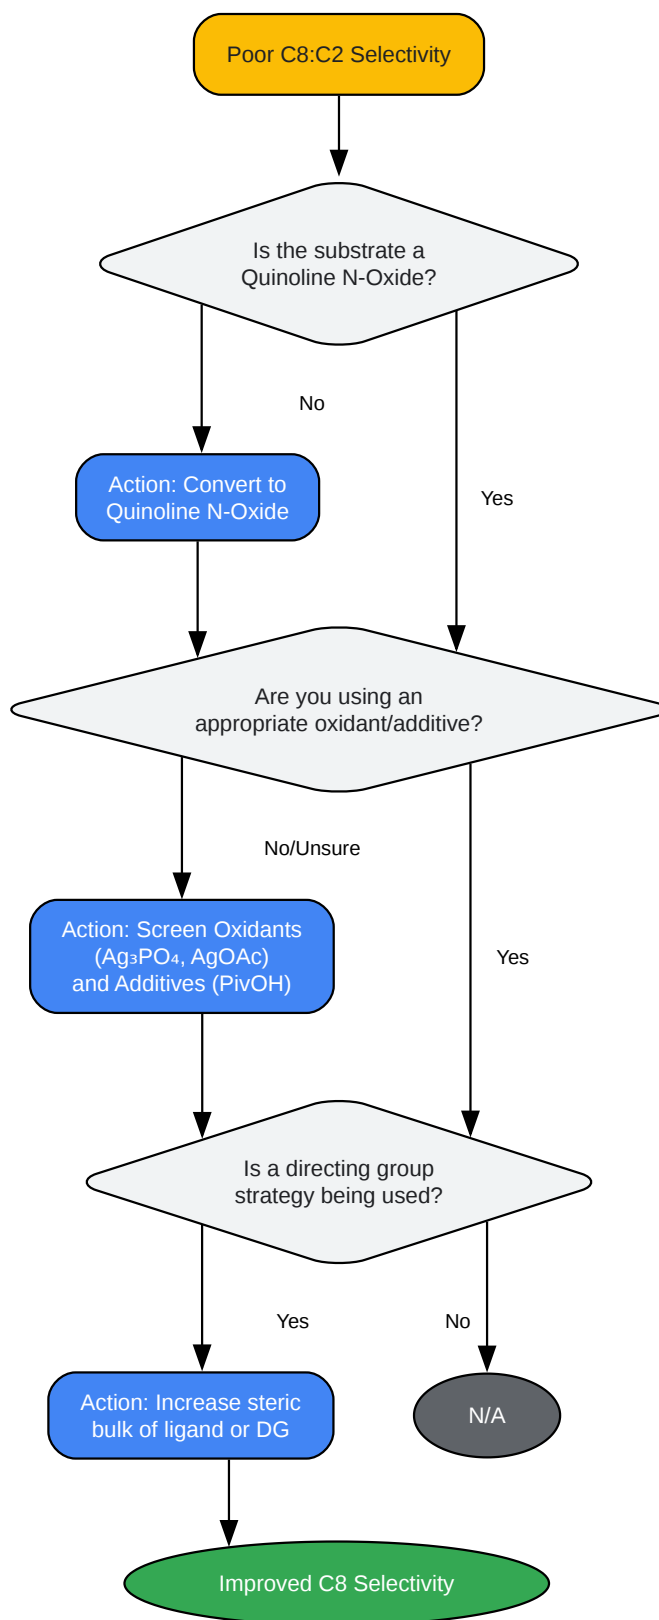 Poor C8:C2 Selectivity
Is the substrate a
Quinoline N-Oxide?
No
Action: Convert to
Quinoline N-Oxide
Yes
Are you using an
appropriate oxidant/additive?
No/Unsure
Action: Screen Oxidants
(Ag₃PO₄, AgOAc)
and Additives (PivOH)
Yes
Is a directing group
strategy being used?
Yes
No
Action: Increase steric
bulk of ligand or DG
N/A
Improved C8 Selectivity